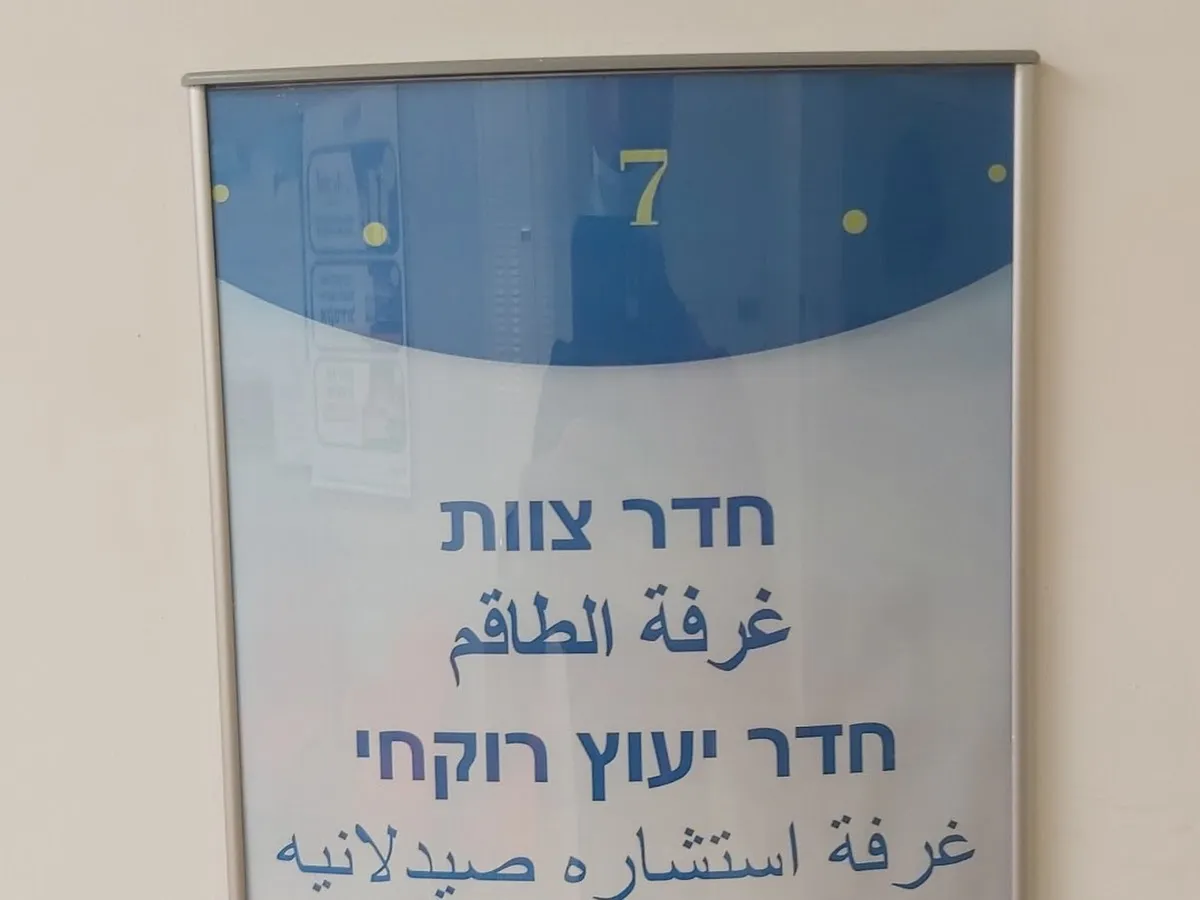 7
חדר צוות
غرفة الطاقم
חדר יעוץ רוקחי
غرفة استشاره صيدلانيه